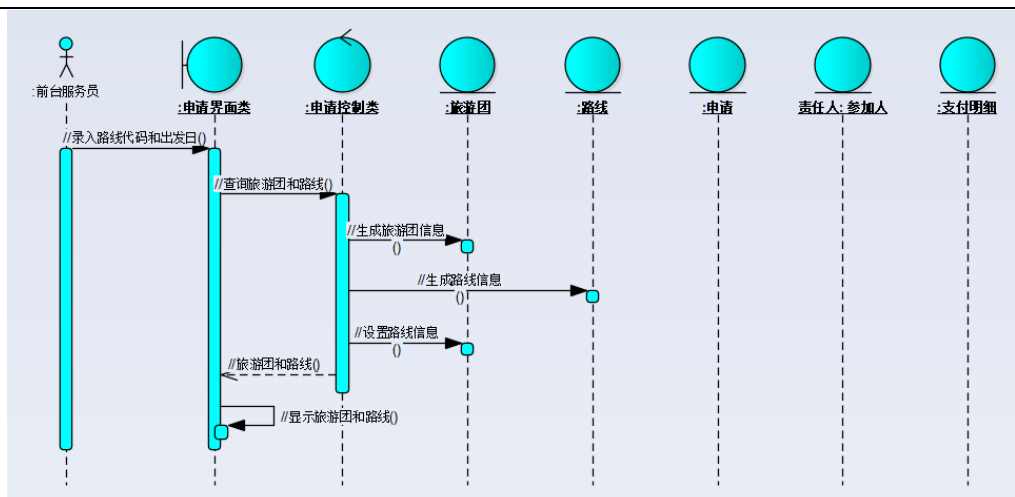 :前台服务员
:申请界面类
:申请控制类
:旅游团
:路线
:申请
责任人: 参加人
:支付明细
//录入路线代码和出发日()
//查询旅游团和路线()
//生成旅游团信息
()
//生成路线信息
()
//设置路线信息
()
//旅游团和路线()
//显示旅游团和路线()